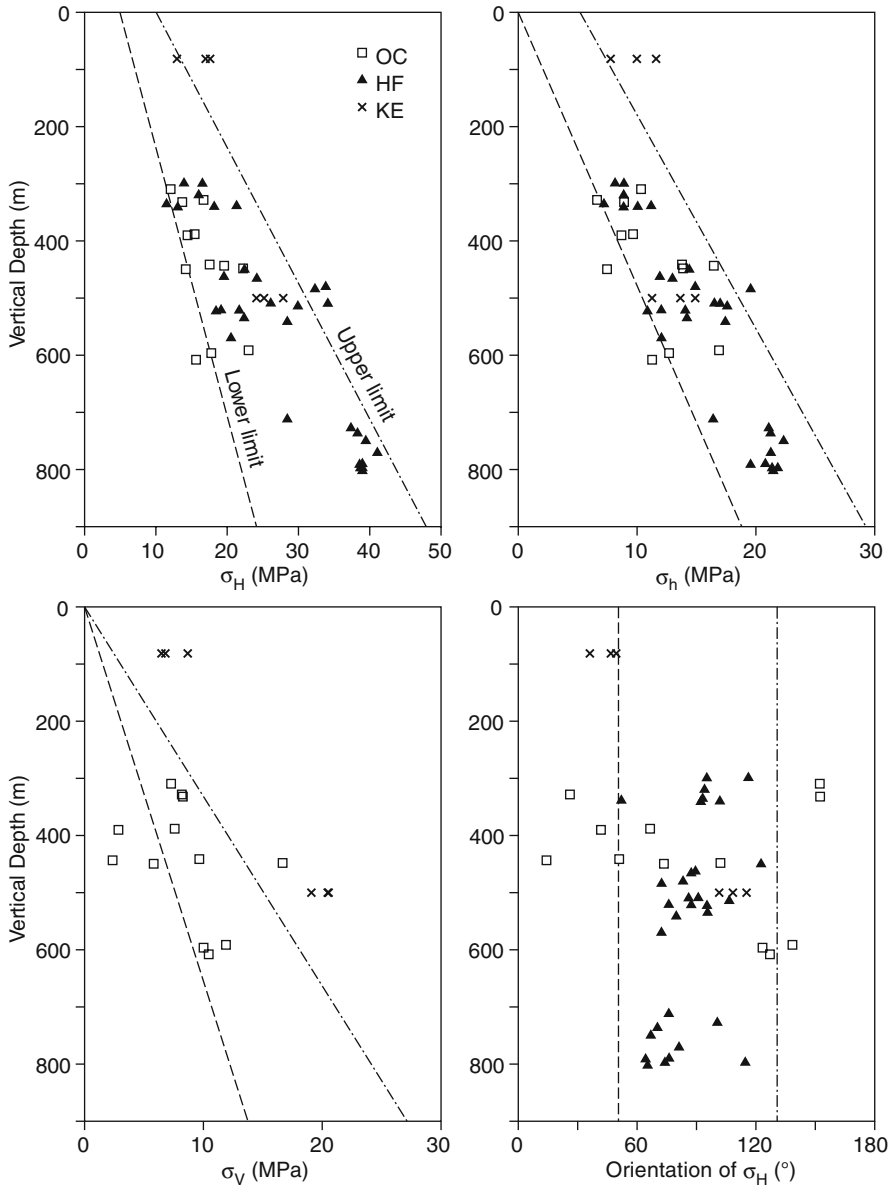 0
200
400
600
800
Vertical Depth (m)
□ OC
▲ HF
× KE
Lower limit
Upper limit
0 10 20 30 40 50
σH (MPa)
0
200
400
600
800
0 10 20 30
σh (MPa)
0
200
400
600
800
Vertical Depth (m)
0 10 20 30
σV (MPa)
0
200
400
600
800
0 60 120 180
Orientation of σH (°)